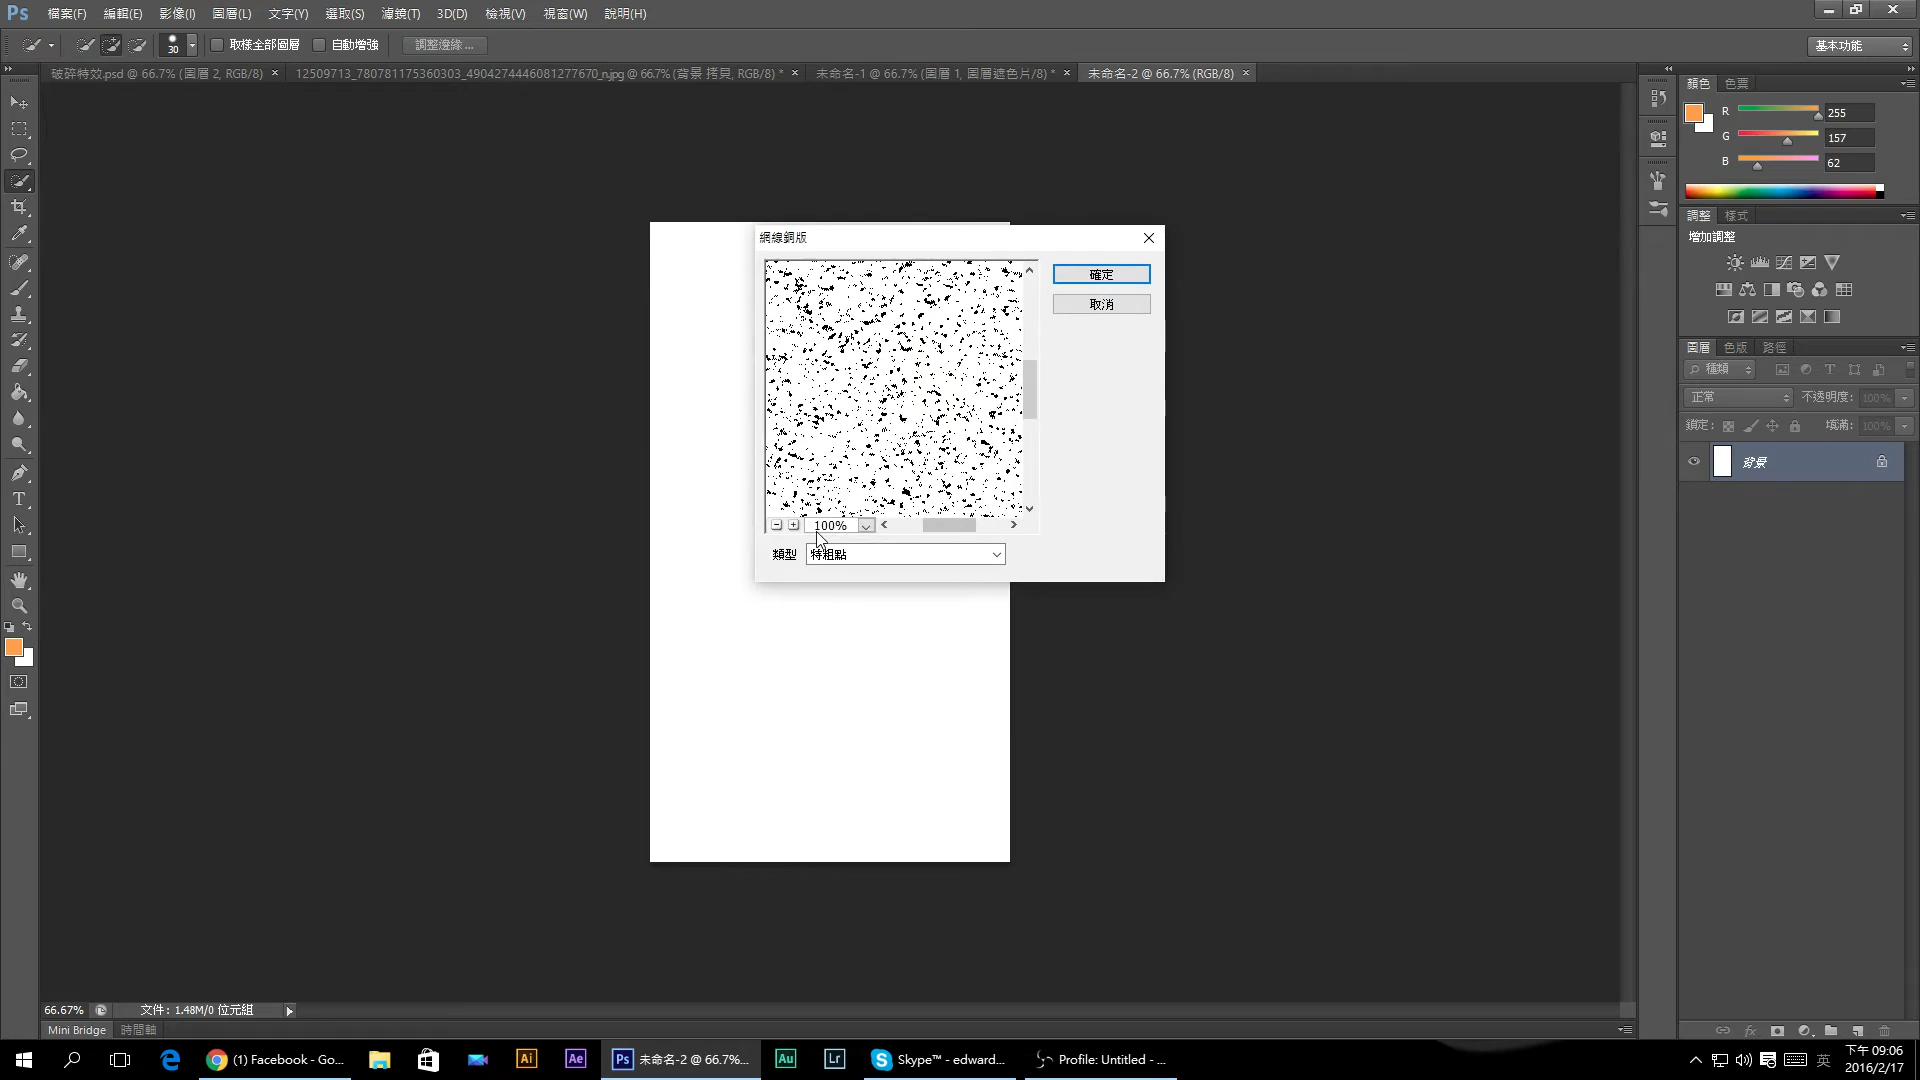 Ps 檔案(F) 編輯(E) 影像(I) 圖層(L) 文字(Y) 選取(S) 濾鏡(T) 3D(D) 檢視(V) 視窗(W) 說明(H)
30 取樣全部圖層 自動增強 調整邊緣... 基本功能
破碎特效.psd @ 66.7% (圖層 2, RGB/8) × 12509713_780781175360303_4904274446081277670_n.jpg @ 66.7% (背景 拷貝, RGB/8) * × 未命名-1 @ 66.7% (圖層 1, 圖層遮色片/8) * × 未命名-2 @ 66.7% (RGB/8) ×
顏色 色票
R 255
G 157
B 62
調整 樣式
增加調整
網線銅版
確定
取消
100%
類型 特粗點
圖層 色版 路徑
種類
正常 不透明度: 100%
鎖定: 填滿: 100%
背景
66.67% 文件: 1.48M/0 位元組
Mini Bridge 時間軸
fx
(1) Facebook - Go... Ai Ae Ps 未命名-2 @ 66.7%... Au Lr Skype™ - edward... Profile: Untitled - ... 英
下午 09:06
2016/2/17